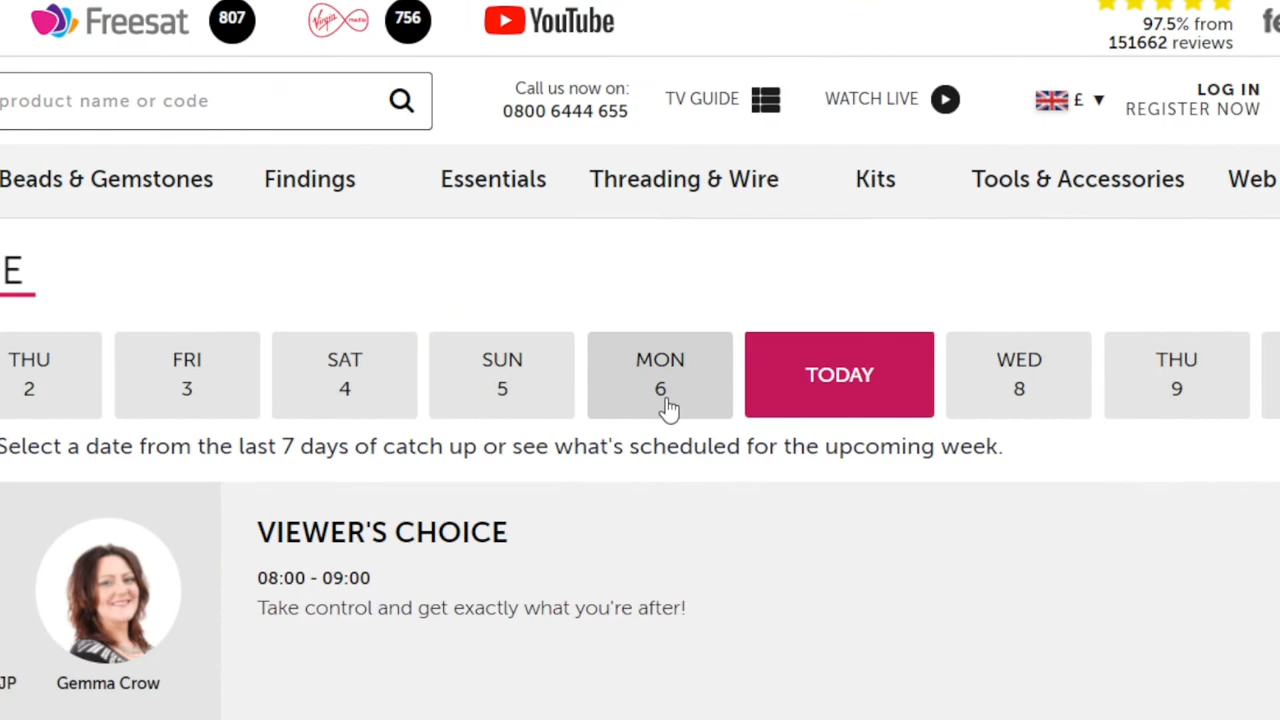 Freesat 807 Virgin media 756 YouTube
97.5% from
151662 reviews
product name or code
Call us now on:
0800 6444 655
TV GUIDE
WATCH LIVE
£
LOG IN
REGISTER NOW
Beads & Gemstones Findings Essentials Threading & Wire Kits Tools & Accessories Web
E
THU
2
FRI
3
SAT
4
SUN
5
MON
6
TODAY
WED
8
THU
9
Select a date from the last 7 days of catch up or see what's scheduled for the upcoming week.
VIEWER'S CHOICE
08:00 - 09:00
Take control and get exactly what you're after!
JP Gemma Crow